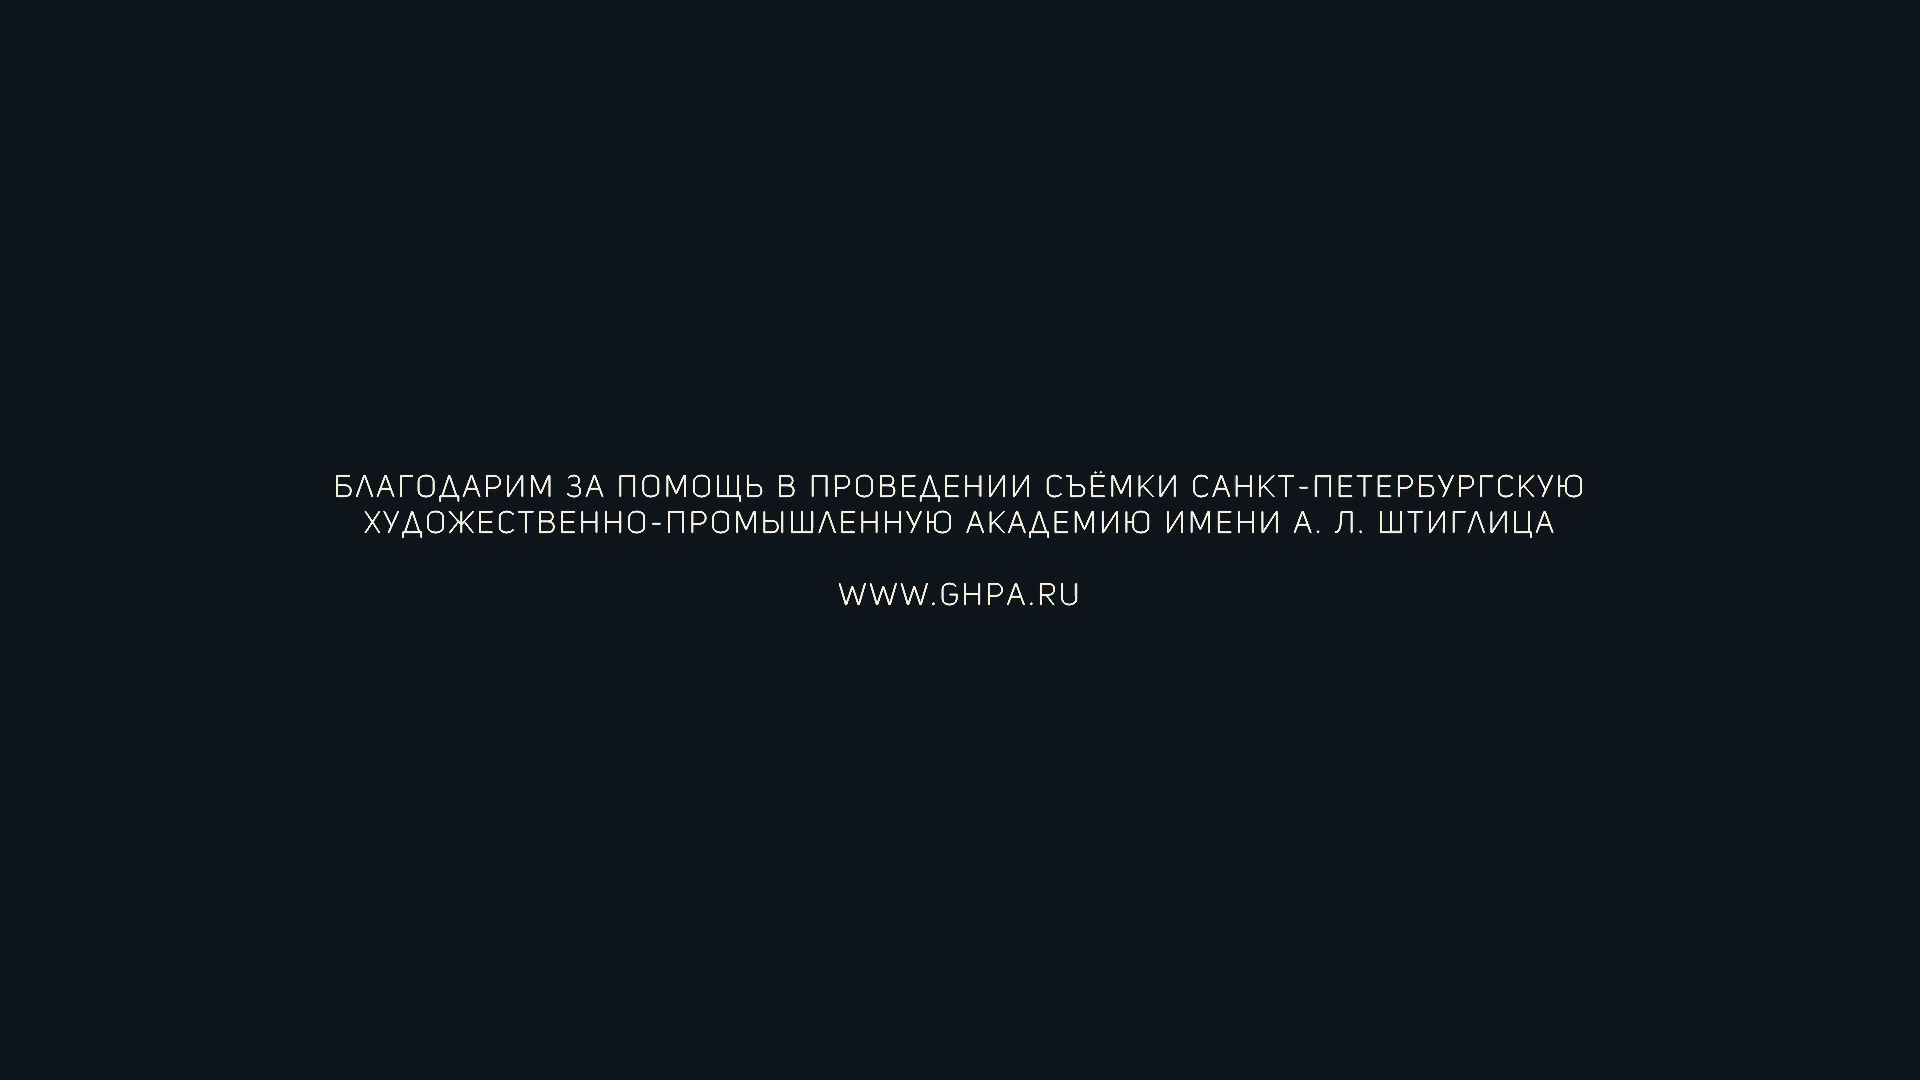 БЛАГОДАРИМ ЗА ПОМОЩЬ В ПРОВЕДЕНИИ СЪЁМКИ САНКТ-ПЕТЕРБУРГСКУЮ
ХУДОЖЕСТВЕННО-ПРОМЫШЛЕННУЮ АКАДЕМИЮ ИМЕНИ А. Л. ШТИГЛИЦА
WWW.GHPA.RU